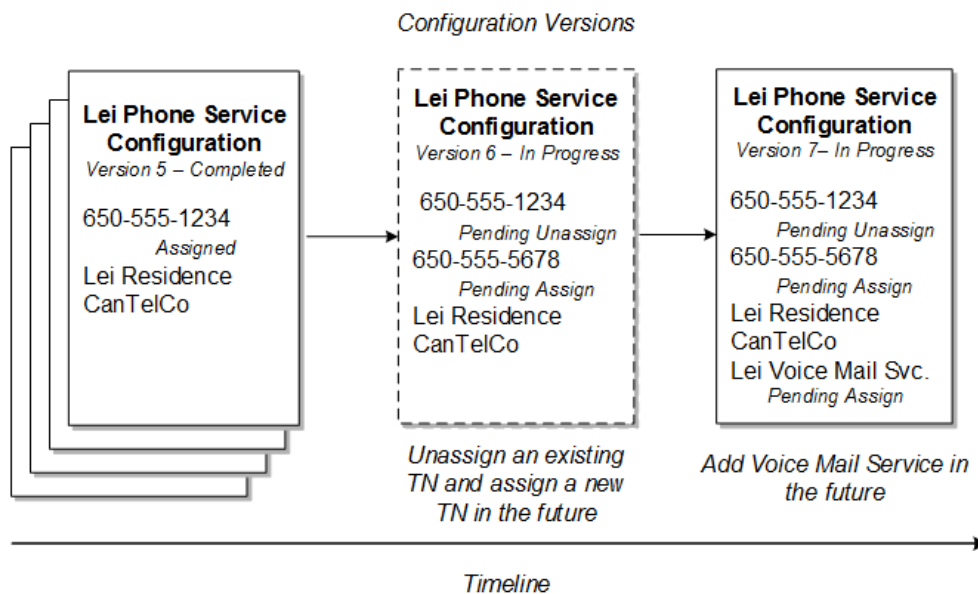 Configuration Versions
Lei Phone Service
Configuration
Version 5 – Completed
650-555-1234
Assigned
Lei Residence
CanTelCo
Lei Phone Service
Configuration
Version 6 – In Progress
650-555-1234
Pending Unassign
650-555-5678
Pending Assign
Lei Residence
CanTelCo
Unassign an existing
TN and assign a new
TN in the future
Lei Phone Service
Configuration
Version 7– In Progress
650-555-1234
Pending Unassign
650-555-5678
Pending Assign
Lei Residence
CanTelCo
Lei Voice Mail Svc.
Pending Assign
Add Voice Mail Service in
the future
Timeline